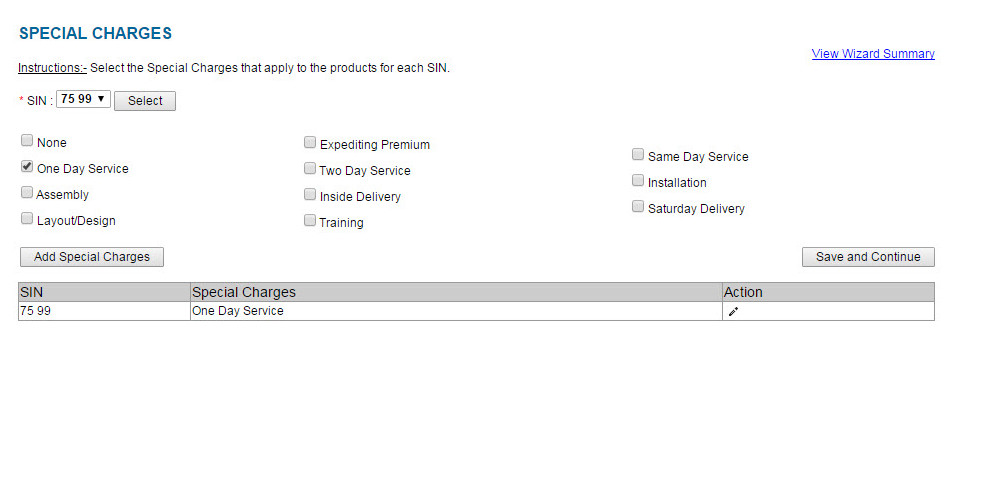 SPECIAL CHARGES
View Wizard Summary
Instructions:- Select the Special Charges that apply to the products for each SIN.
* SIN : 75 99 ▼ Select
None
Expediting Premium
Same Day Service
One Day Service
Two Day Service
Installation
Assembly
Inside Delivery
Saturday Delivery
Layout/Design
Training
Add Special Charges
Save and Continue
SIN Special Charges Action
75 99 One Day Service